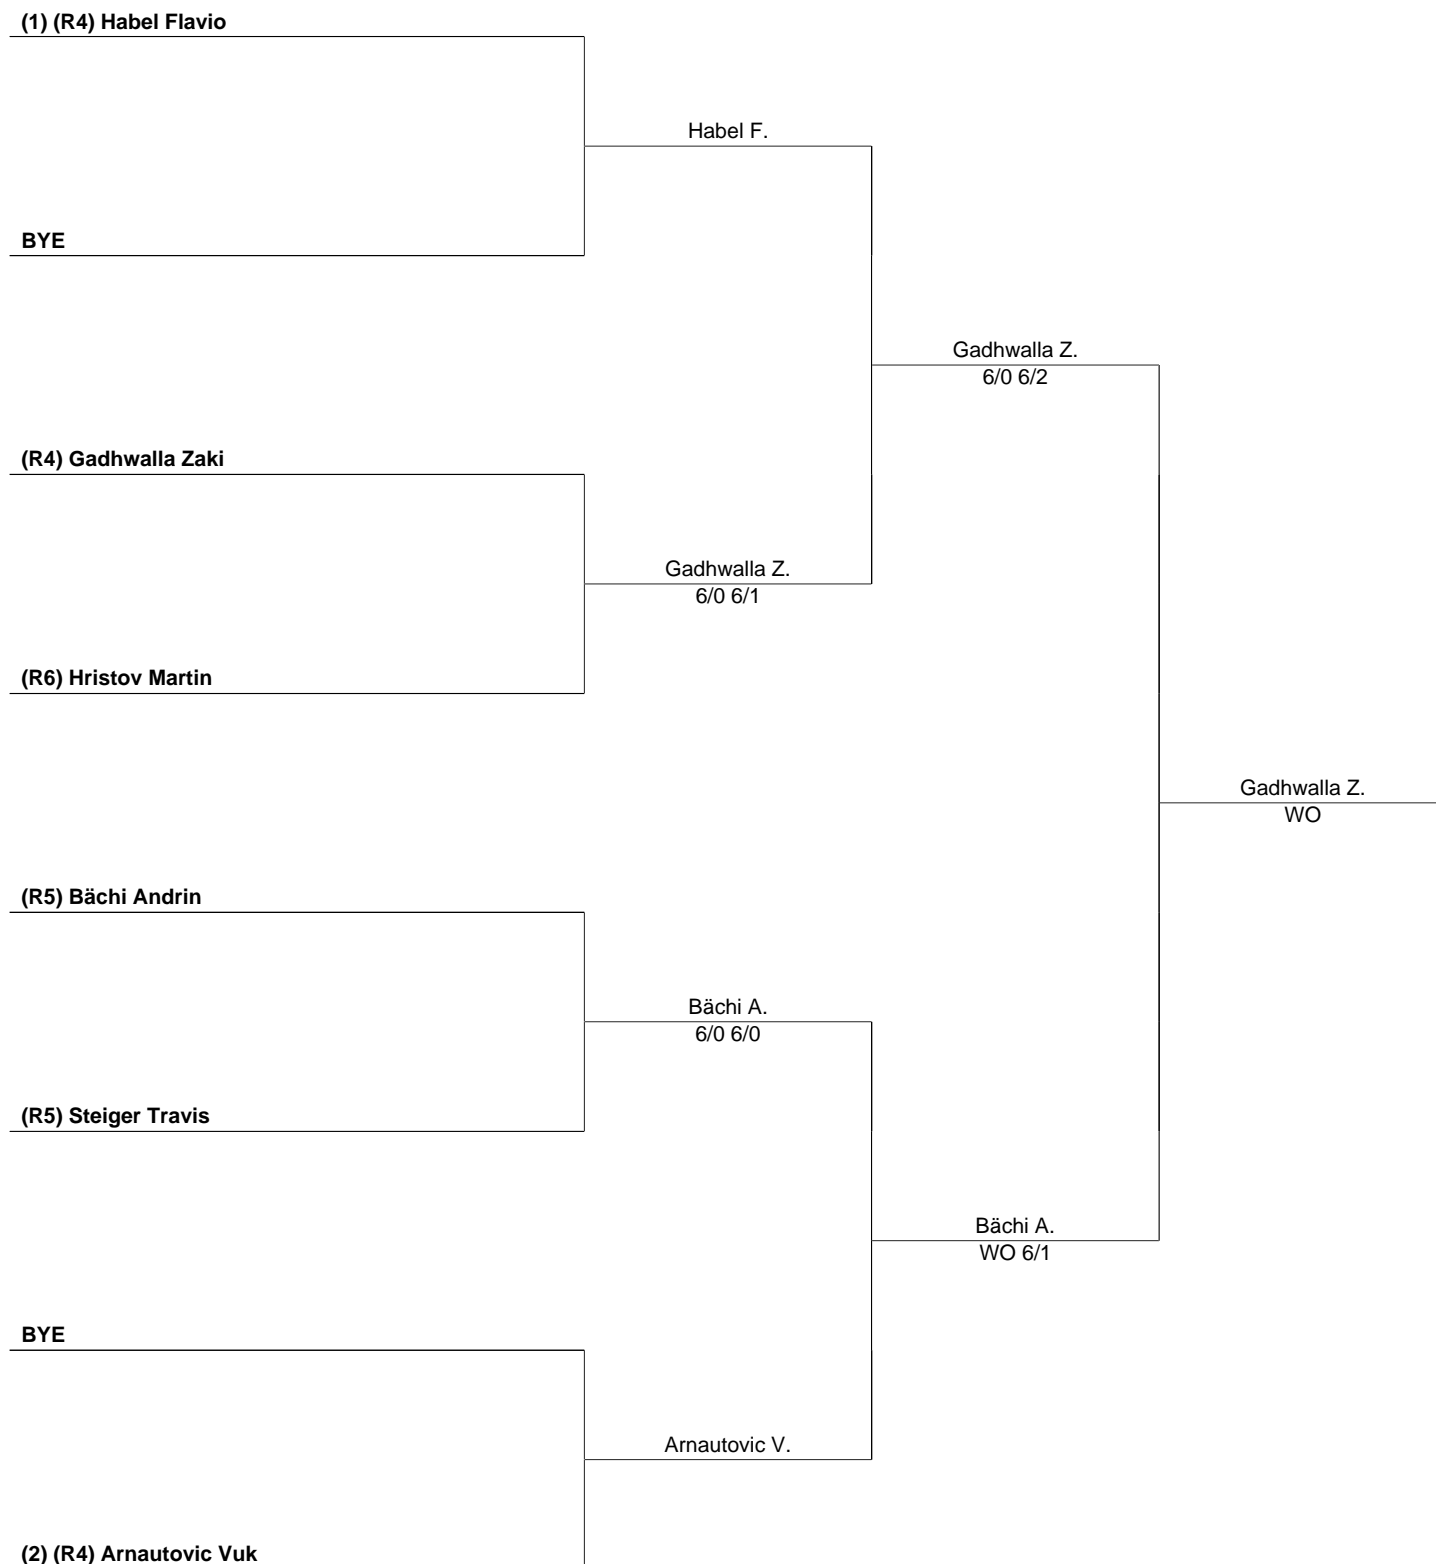 (1) (R4) Habel Flavio
Habel F.
BYE
Gadhwalla Z.
6/0 6/2
(R4) Gadhwalla Zaki
Gadhwalla Z.
6/0 6/1
(R6) Hristov Martin
Gadhwalla Z.
WO
(R5) Bächi Andrin
Bächi A.
6/0 6/0
(R5) Steiger Travis
Bächi A.
WO 6/1
BYE
Arnautovic V.
(2) (R4) Arnautovic Vuk